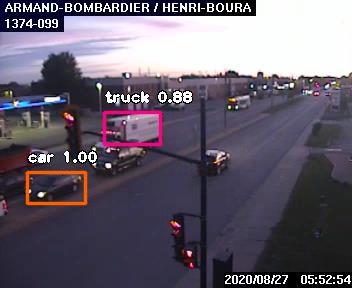 ARMAND-BOMBARDIER / HENRI-BOURA
1374-099
truck 0.88
car 1.00
2020/08/27 05:52:54